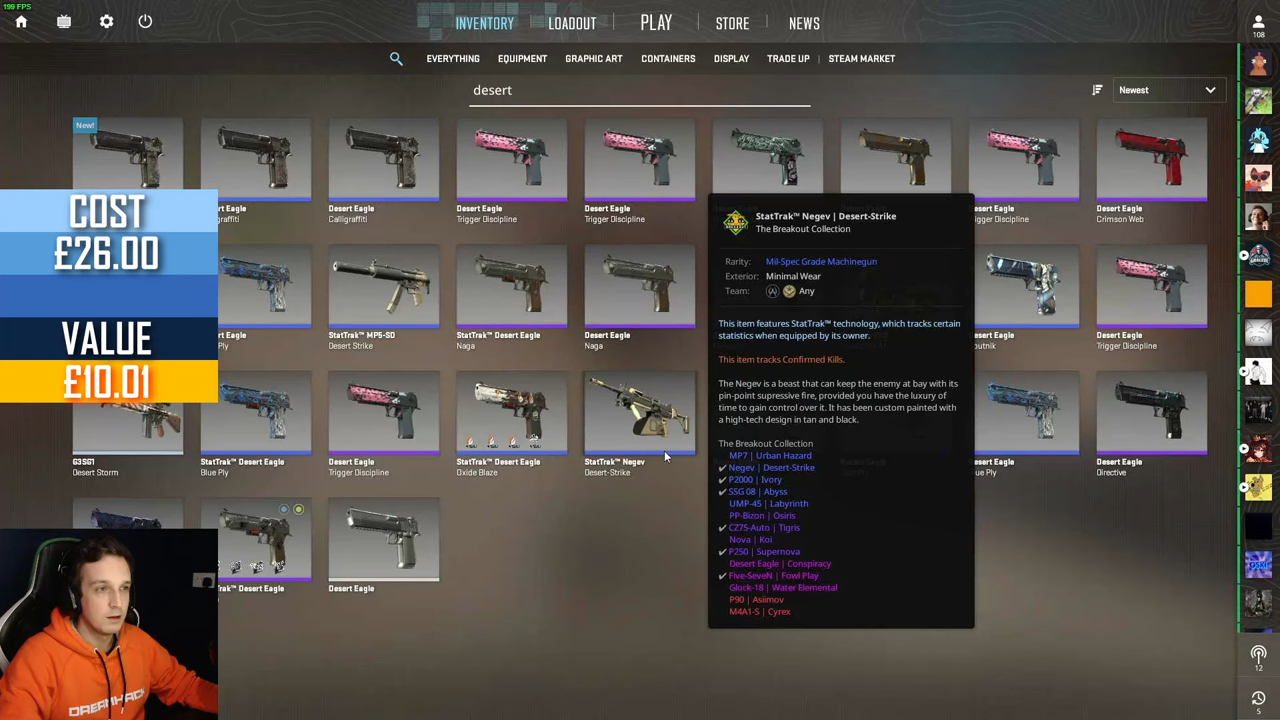 199 FPS
INVENTORY
LOADOUT
PLAY
STORE
NEWS
108
EVERYTHING
EQUIPMENT
GRAPHIC ART
CONTAINERS
DISPLAY
TRADE UP
STEAM MARKET
desert
Newest
New!
Desert Eagle
Calligraffiti
Desert Eagle
Trigger Discipline
Desert Eagle
Trigger Discipline
Desert Eagle
Crimson Web
COST
£26.00
VALUE
£10.01
StatTrak™ MP5-SD
Desert Strike
StatTrak™ Desert Eagle
Naga
Desert Eagle
Naga
Desert Eagle
Trigger Discipline
G3SG1
Desert Storm
StatTrak™ Desert Eagle
Blue Ply
Desert Eagle
Trigger Discipline
StatTrak™ Desert Eagle
Oxide Blaze
StatTrak™ Negev
Desert-Strike
Desert Eagle
Directive
Desert Eagle
StatTrak™ Negev | Desert-Strike
The Breakout Collection
Rarity: Mil-Spec Grade Machinegun
Exterior: Minimal Wear
Team: Any
This item features StatTrak™ technology, which tracks certain
statistics when equipped by its owner.
This item tracks Confirmed Kills.
The Negev is a beast that can keep the enemy at bay with its
pin-point supressive fire, provided you have the luxury of
time to gain control over it. It has been custom painted with
a high-tech design in tan and black.
The Breakout Collection
MP7 | Urban Hazard
✔ Negev | Desert-Strike
✔ P2000 | Ivory
✔ SSG 08 | Abyss
UMP-45 | Labyrinth
PP-Bizon | Osiris
✔ CZ75-Auto | Tigris
Nova | Koi
✔ P250 | Supernova
Desert Eagle | Conspiracy
✔ Five-SeveN | Fowl Play
Glock-18 | Water Elemental
P90 | Asiimov
M4A1-S | Cyrex
DREAMHACK
12
5